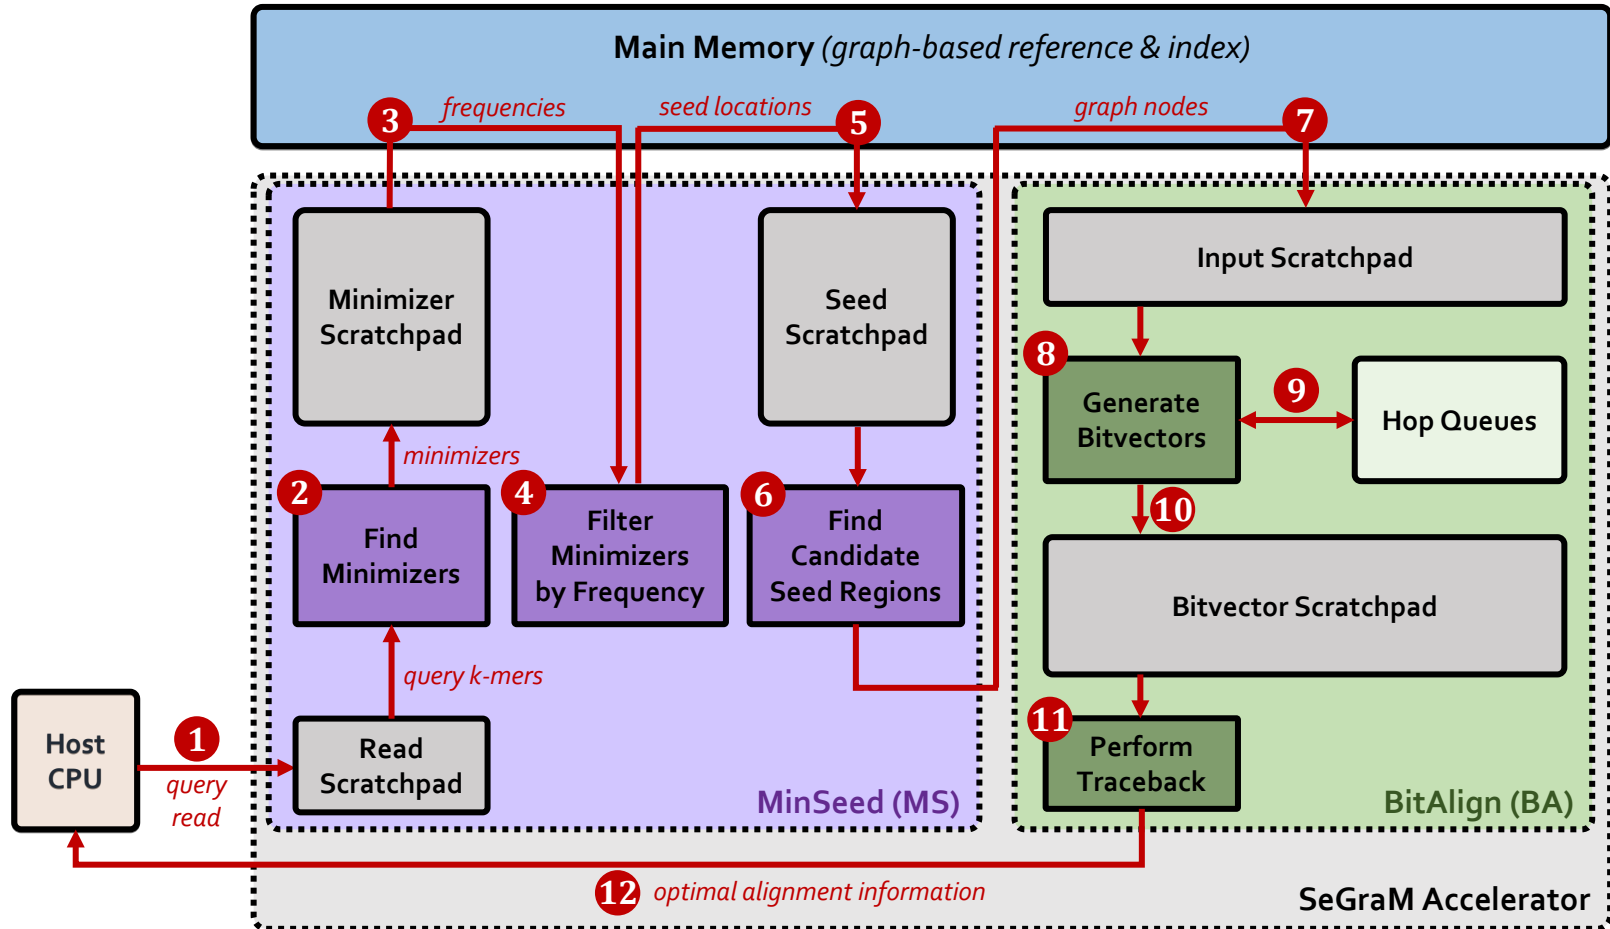 Main Memory (graph-based reference & index)
3
frequencies
seed locations
5
graph nodes
7
Minimizer
Scratchpad
Seed
Scratchpad
Input Scratchpad
8
Generate
Bitvectors
9
Hop Queues
minimizers
2
Find
Minimizers
4
Filter
Minimizers
by Frequency
6
Find
Candidate
Seed Regions
10
Bitvector Scratchpad
query k-mers
Host
CPU
1
query
read
Read
Scratchpad
MinSeed (MS)
11
Perform
Traceback
BitAlign (BA)
12
optimal alignment information
SeGraM Accelerator